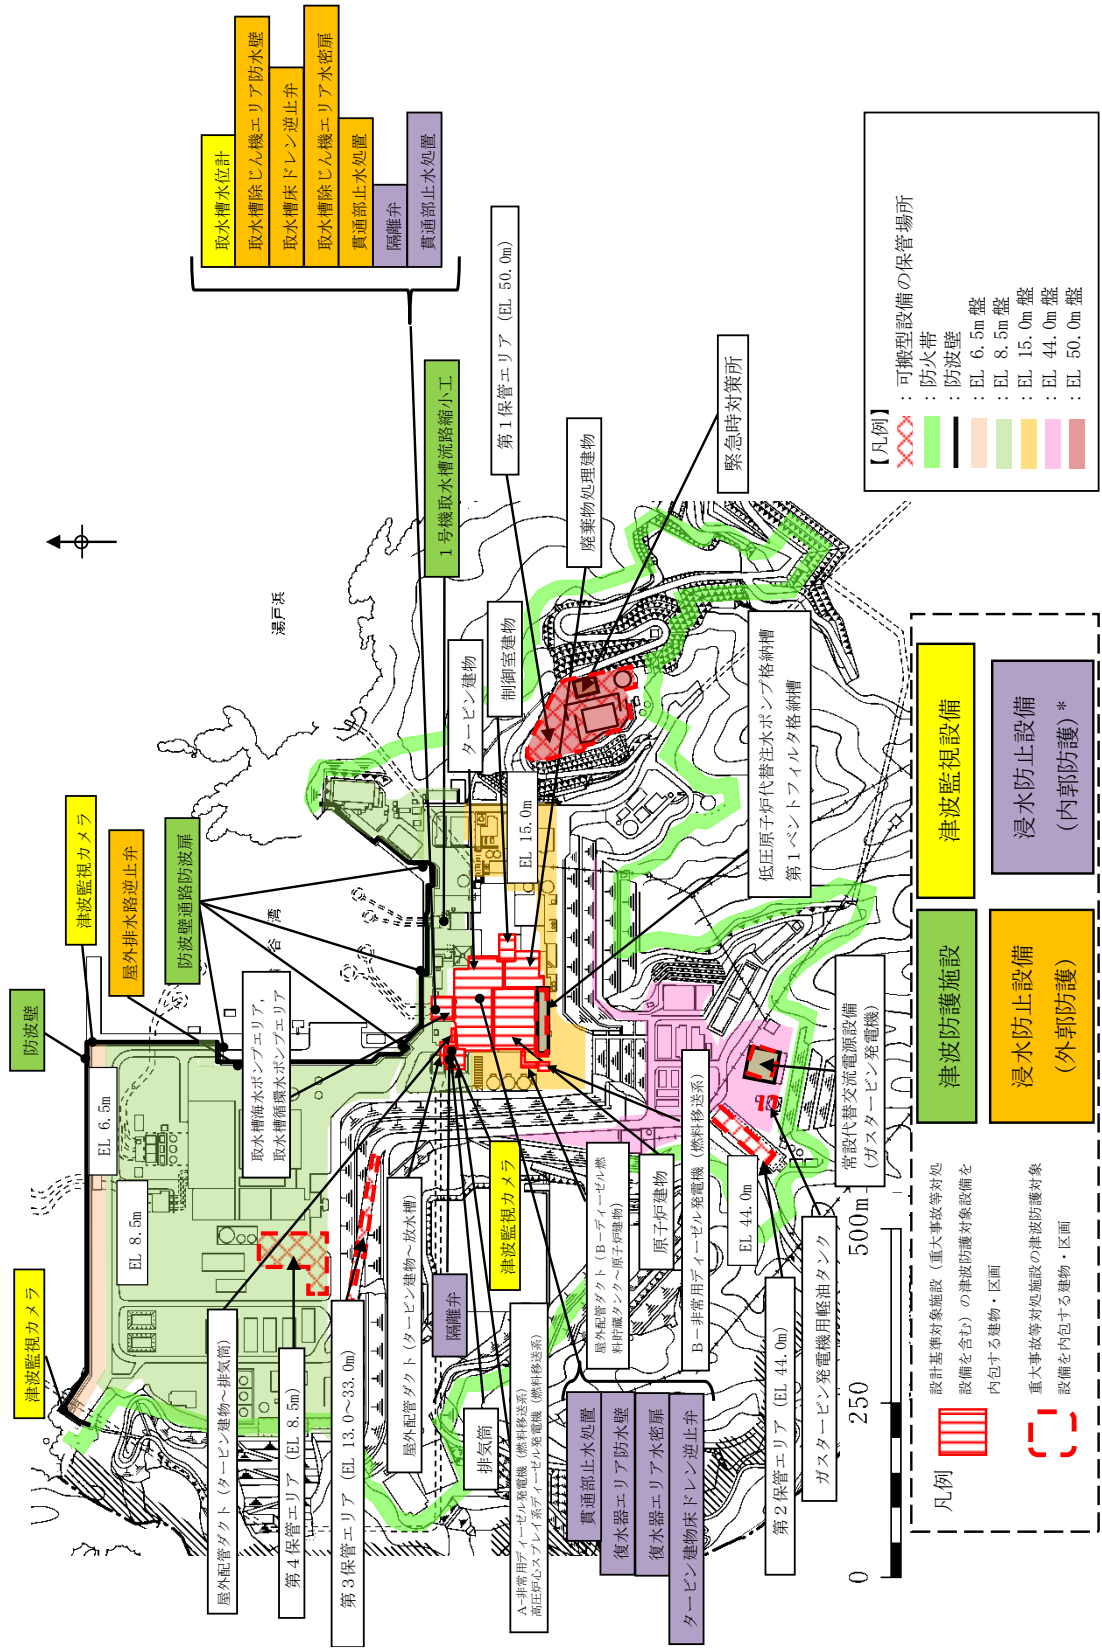 津波監視カメラ
防波壁
津波監視カメラ
屋外排水路逆止弁
防波壁通路防波扉
取水槽水位計
取水槽除じん機エリア防水壁
取水槽床ドレン逆止弁
取水槽除じん機エリア水密扉
貫通部止水処置
隔離弁
貫通部止水処置
1号機取水槽流路縮小工
第1保管エリア (EL 50.0m)
緊急時対策所
廃棄物処理建物
制御室建物
タービン建物
湯戸浜
湾
谷
EL 6.5m
EL 8.5m
EL 15.0m
EL 44.0m
取水槽海水ポンプエリア,
取水槽循環水ポンプエリア
低圧原子炉代替注水ポンプ格納槽
第1ベントフィルタ格納槽
屋外配管ダクト (タービン建物~排気筒)
第4保管エリア (EL 8.5m)
第3保管エリア (EL 13.0~33.0m)
屋外配管ダクト (タービン建物~放水槽)
隔離弁
排気筒
津波監視カメラ
A-非常用ディーゼル発電機 (燃料移送系)
高圧炉心スプレイ系ディーゼル発電機 (燃料移送系)
貫通部止水処置
復水器エリア防水壁
復水器エリア水密扉
タービン建物床ドレン逆止弁
屋外配管ダクト (B-ディーゼル燃
料貯蔵タンク~原子炉建物)
原子炉建物
B-非常用ディーゼル発電機 (燃料移送系)
第2保管エリア (EL 44.0m)
ガスタービン発電機用軽油タンク
常設代替交流電源設備
(ガスタービン発電機)
【凡例】
: 可搬型設備の保管場所
: 防火帯
: 防波壁
: EL 6.5m 盤
: EL 8.5m 盤
: EL 15.0m 盤
: EL 44.0m 盤
: EL 50.0m 盤
0 250 500m
凡例
設計基準対象施設 (重大事故等対処
設備を含む) の津波防護対象設備を
内包する建物・区画
重大事故等対処施設の津波防護対象
設備を内包する建物・区画
津波防護施設
津波監視設備
浸水防止設備
(外郭防護)
浸水防止設備
(内郭防護) *